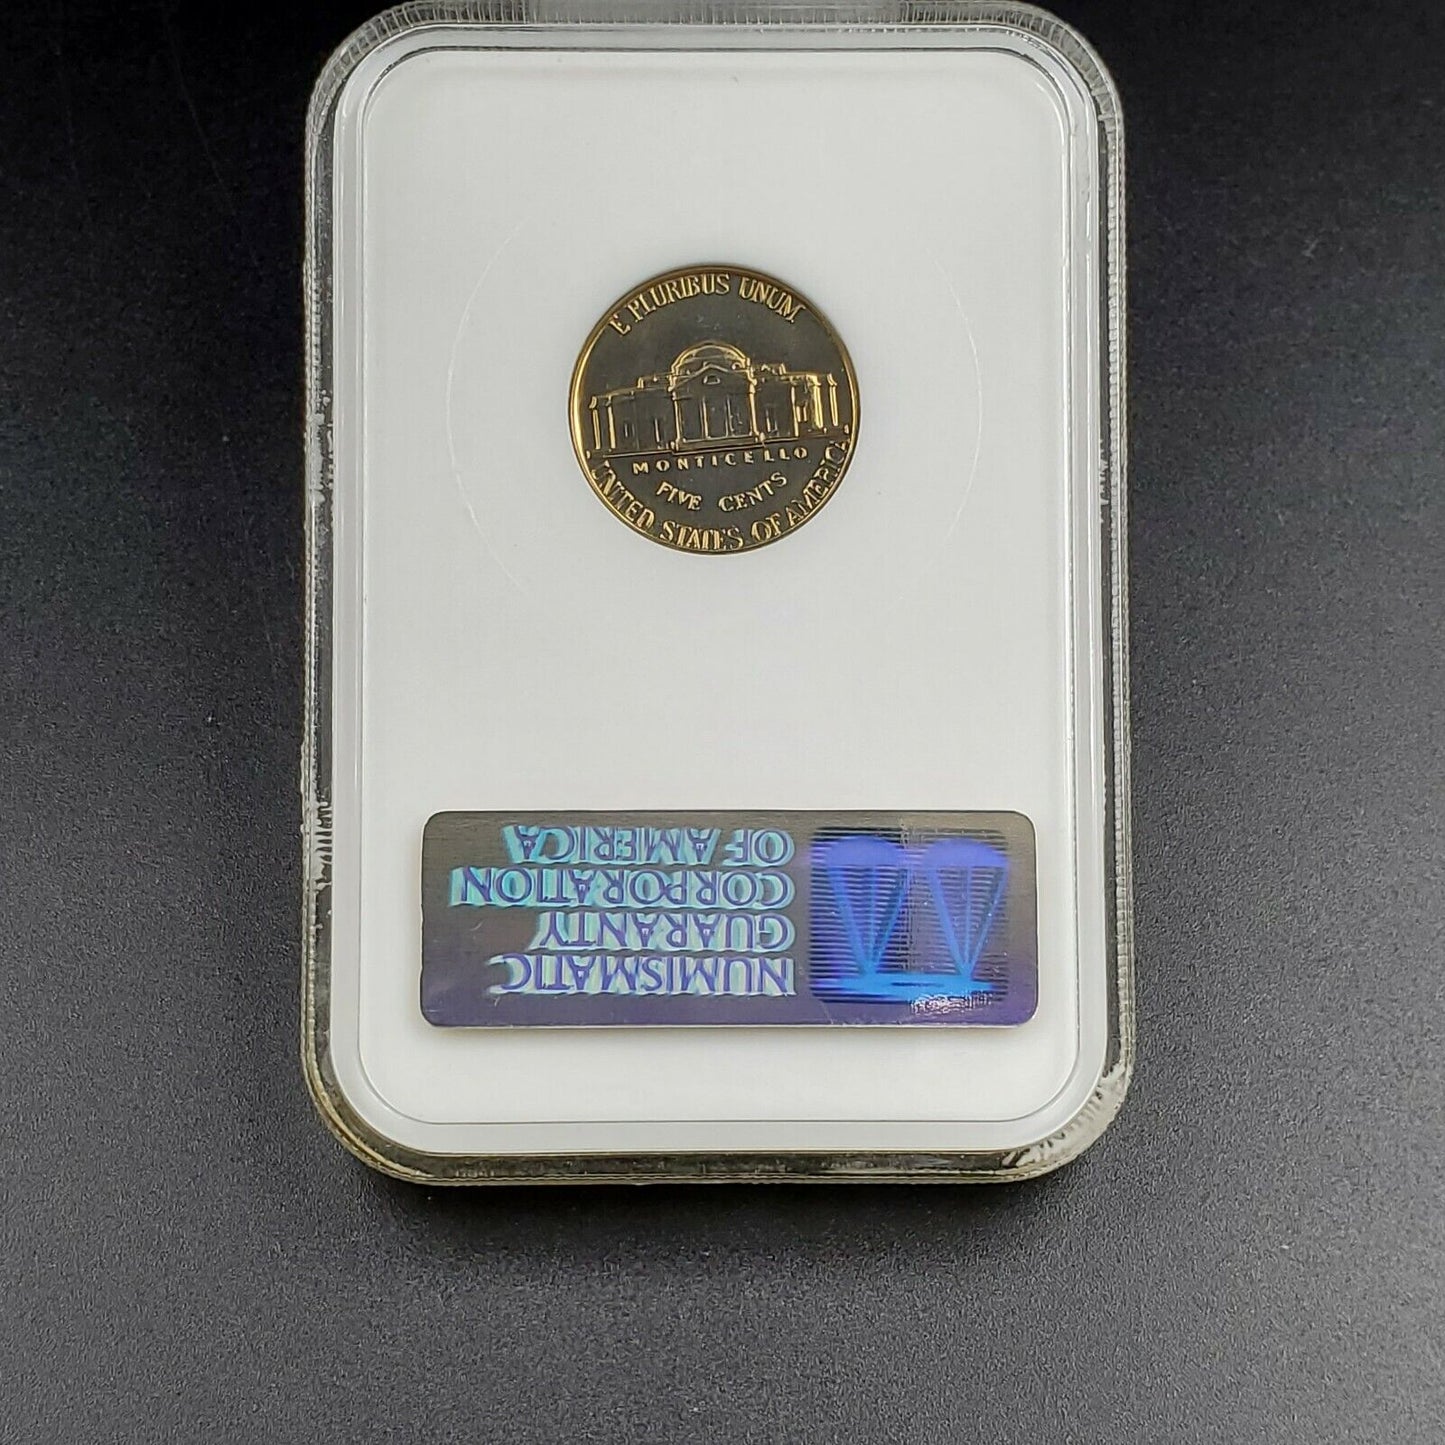 E PLURIBUS UNUM
MONTICELLO
FIVE CENTS
UNITED STATES OF AMERICA
NUMISMATIC
GUARANTY
CORPORATION
OF AMERICA